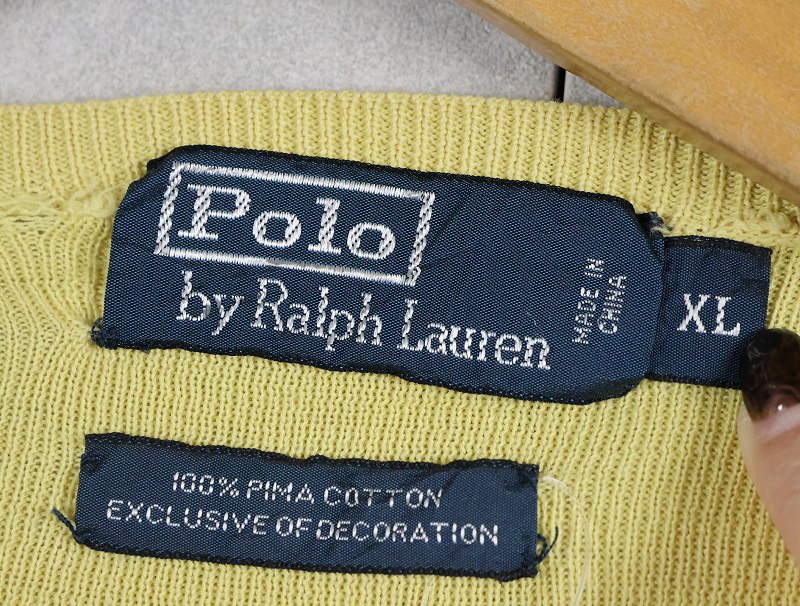 Polo
by Ralph Lauren
MADE IN
CHINA
XL
100% PIMA COTTON
EXCLUSIVE OF DECORATION